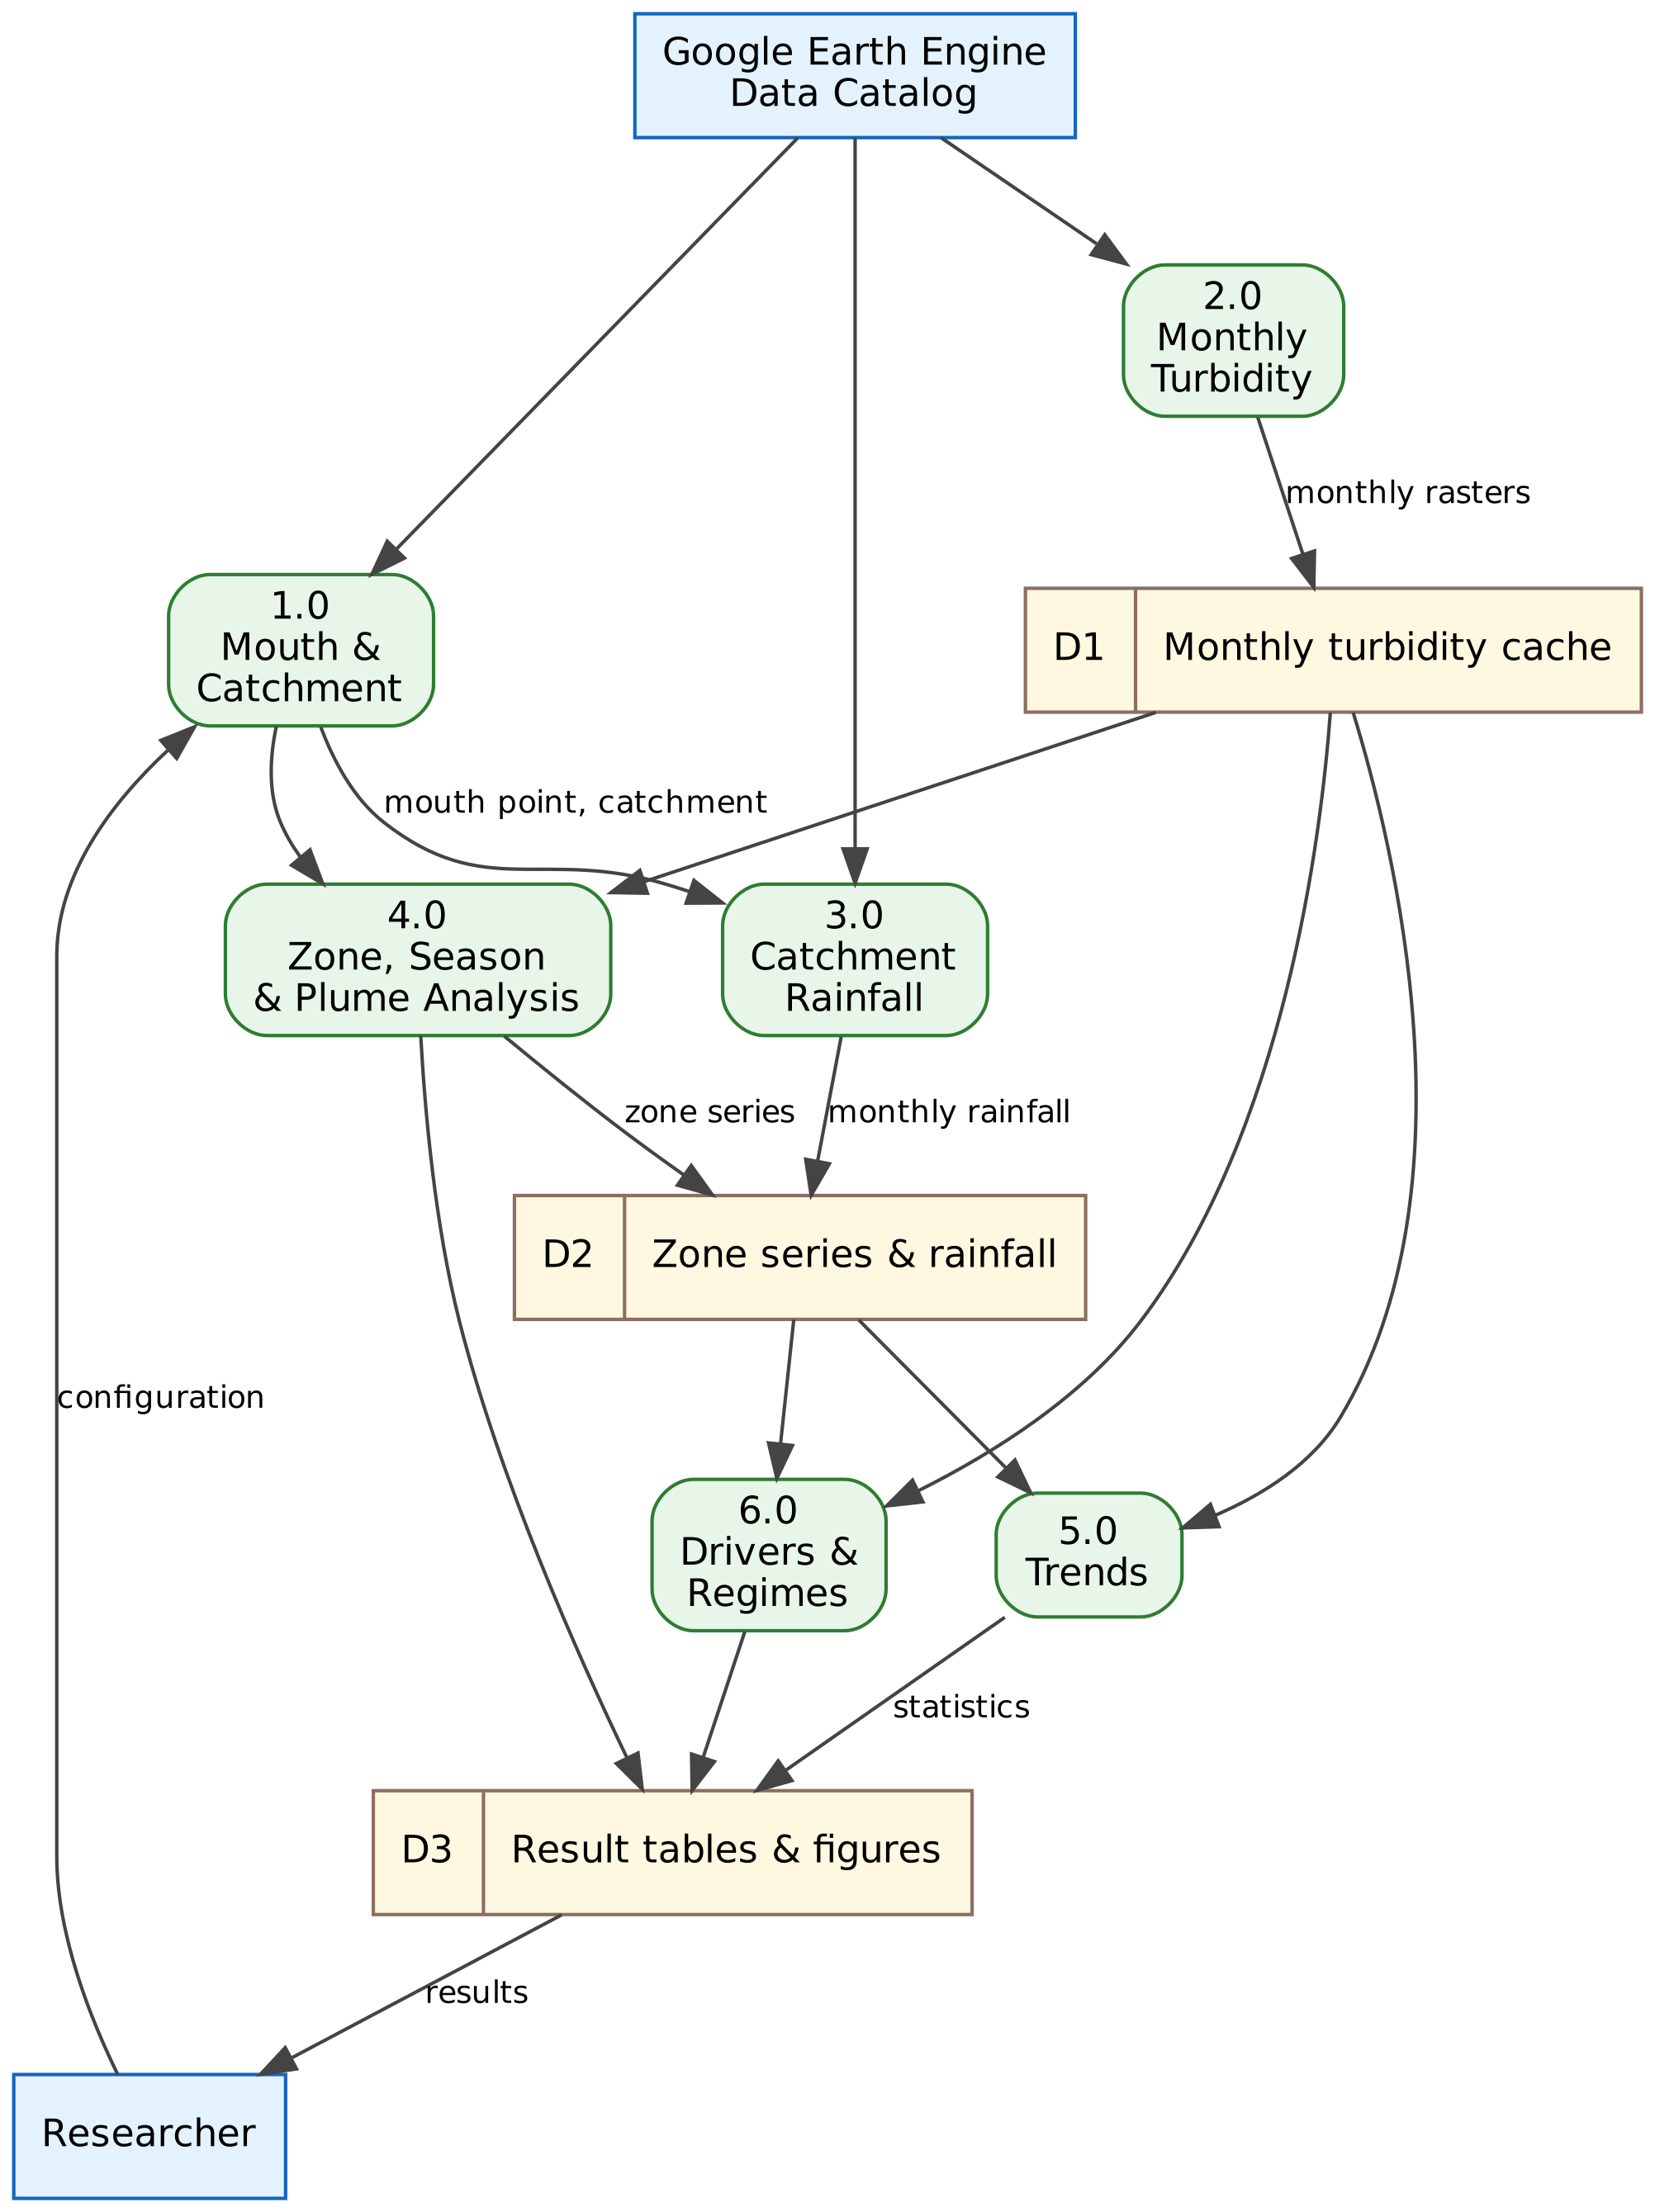 Google Earth Engine
Data Catalog
2.0
Monthly
Turbidity
monthly rasters
1.0
Mouth &
Catchment
D1
Monthly turbidity cache
mouth point, catchment
4.0
Zone, Season
& Plume Analysis
3.0
Catchment
Rainfall
zone series
monthly rainfall
D2
Zone series & rainfall
configuration
6.0
Drivers &
Regimes
5.0
Trends
statistics
D3
Result tables & figures
results
Researcher